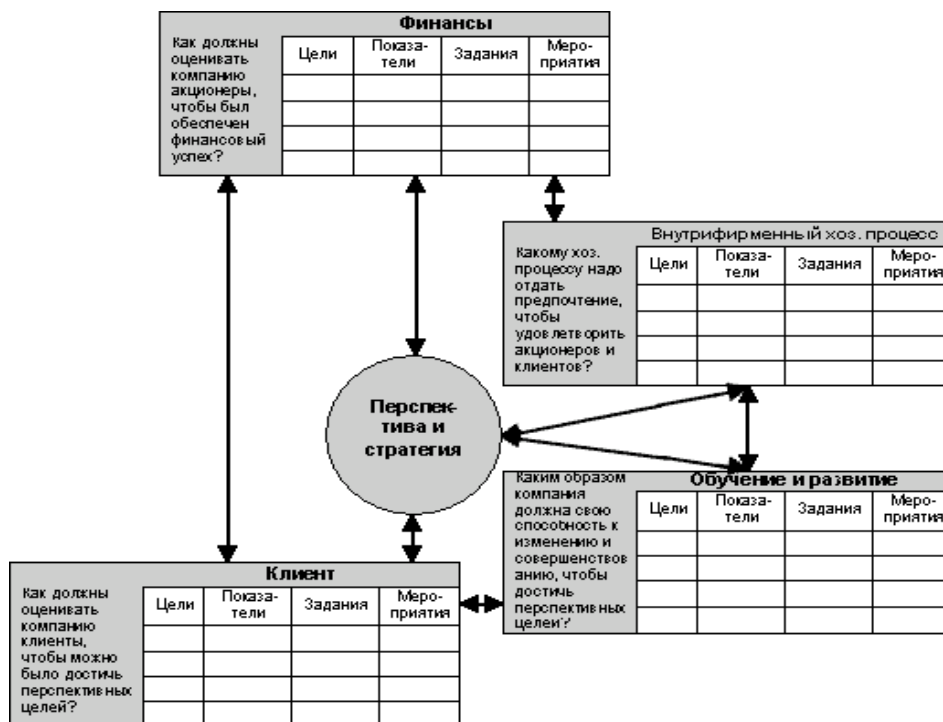 Финансы
Как должны
оценивать
компанию
акционеры,
чтобы был
обеспечен
финансовый
успех?
Цели
Показа-
тели
Задания
Меро-
приятия
Внутрифирменный хоз. процесс
Какому хоз.
процессу надо
отдать
предпочтение,
чтобы
удовлетворить
акционеров и
клиентов?
Цели
Показа-
тели
Задания
Меро-
приятия
Перспек-
тива и
стратегия
Обучение и развитие
Каким образом
компания
должна свою
способность к
изменению и
совершенствов
анию, чтобы
достичь
перспективных
целей?
Цели
Показа-
тели
Задания
Меро-
приятия
Клиент
Как должны
оценивать
компанию
клиенты,
чтобы можно
было достичь
перспективных
целей?
Цели
Показа-
тели
Задания
Меро-
приятия